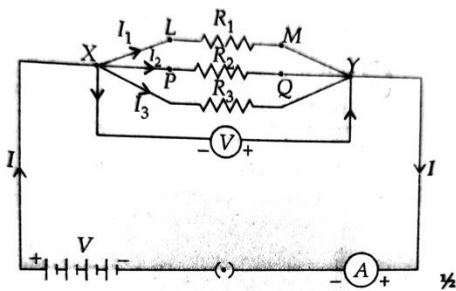 I₁ L R₁ M
X I₂ P R₂ Q Y
I₃ R₃
− V +
I I
+ V −
( • ) − A +
½